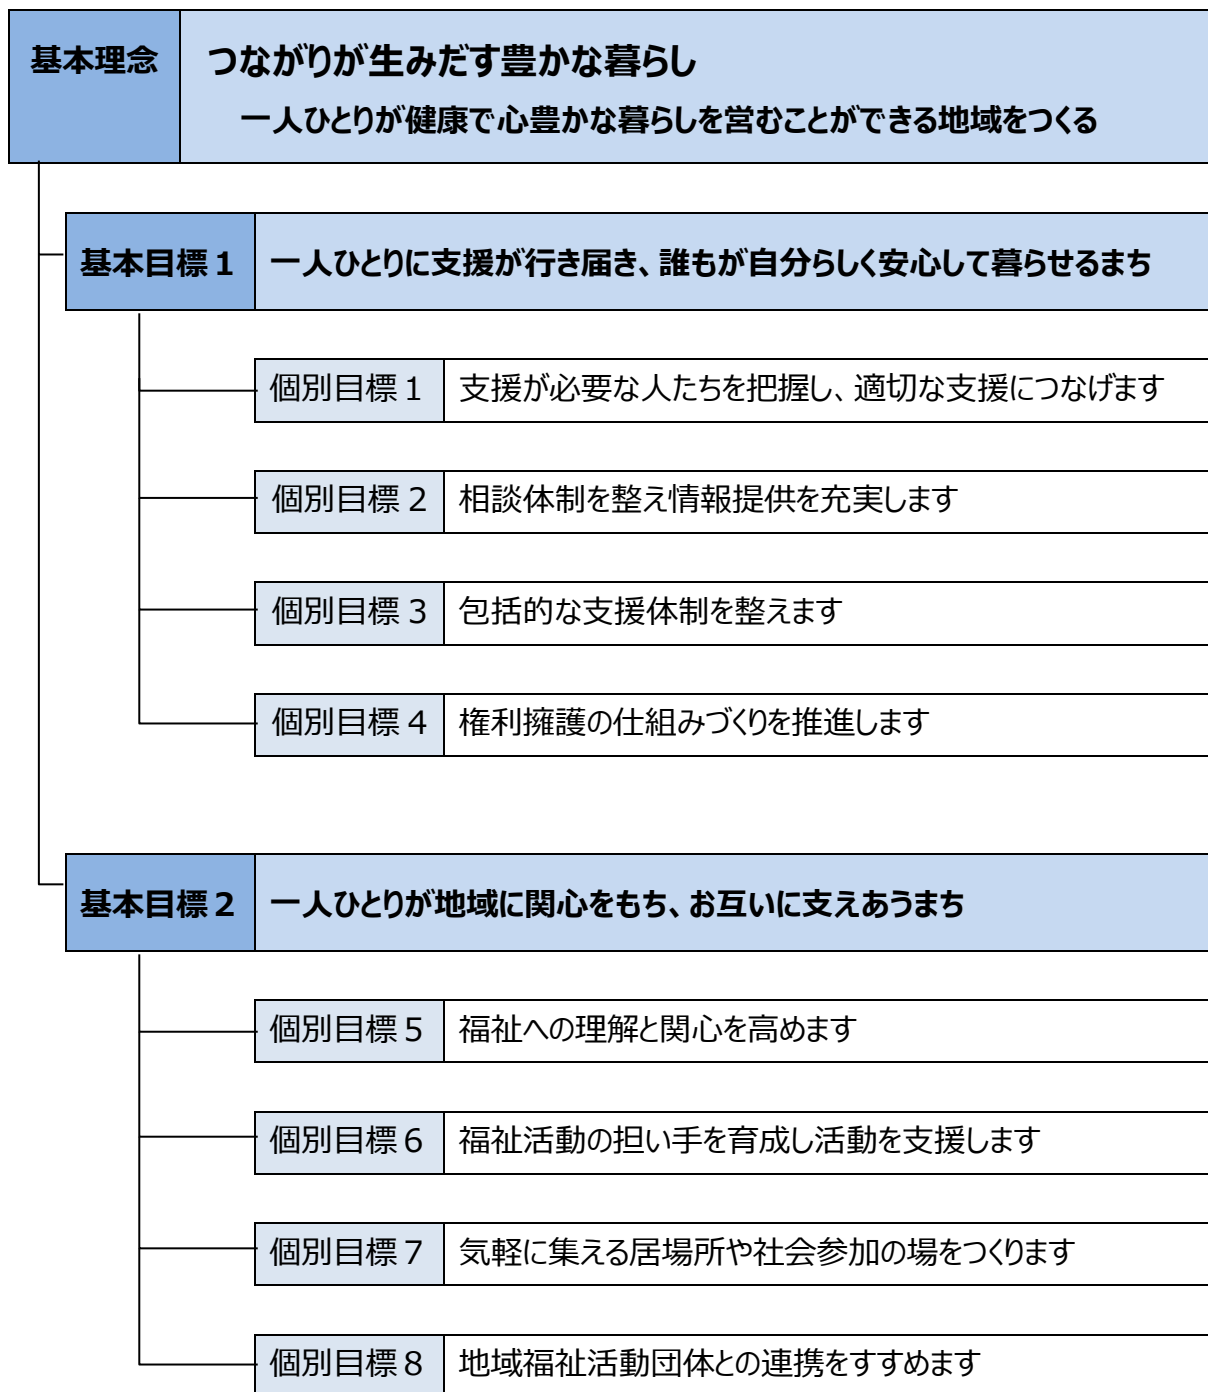 基本理念
つながりが生みだす豊かな暮らし
一人ひとりが健康で心豊かな暮らしを営むことができる地域をつくる
基本目標１ 一人ひとりに支援が行き届き、誰もが自分らしく安心して暮らせるまち
個別目標１ 支援が必要な人たちを把握し、適切な支援につなげます
個別目標２ 相談体制を整え情報提供を充実します
個別目標３ 包括的な支援体制を整えます
個別目標４ 権利擁護の仕組みづくりを推進します
基本目標２ 一人ひとりが地域に関心をもち、お互いに支えあうまち
個別目標５ 福祉への理解と関心を高めます
個別目標６ 福祉活動の担い手を育成し活動を支援します
個別目標７ 気軽に集える居場所や社会参加の場をつくります
個別目標８ 地域福祉活動団体との連携をすすめます